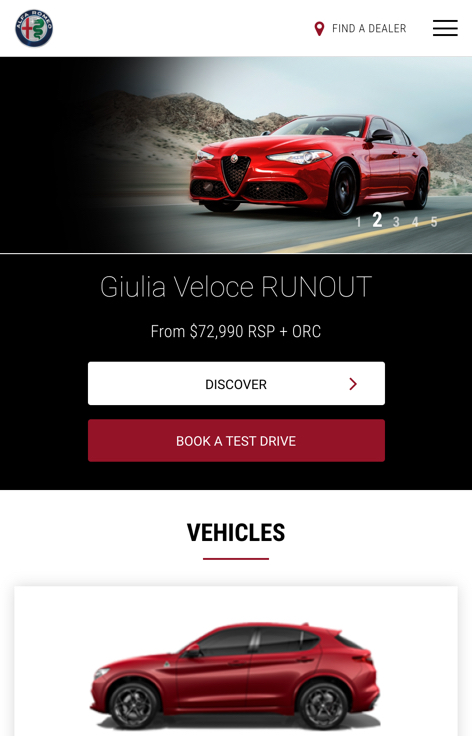 ALFA ROMEO
FIND A DEALER
1 2 3 4 5
Giulia Veloce RUNOUT
From $72,990 RSP + ORC
DISCOVER
BOOK A TEST DRIVE
VEHICLES